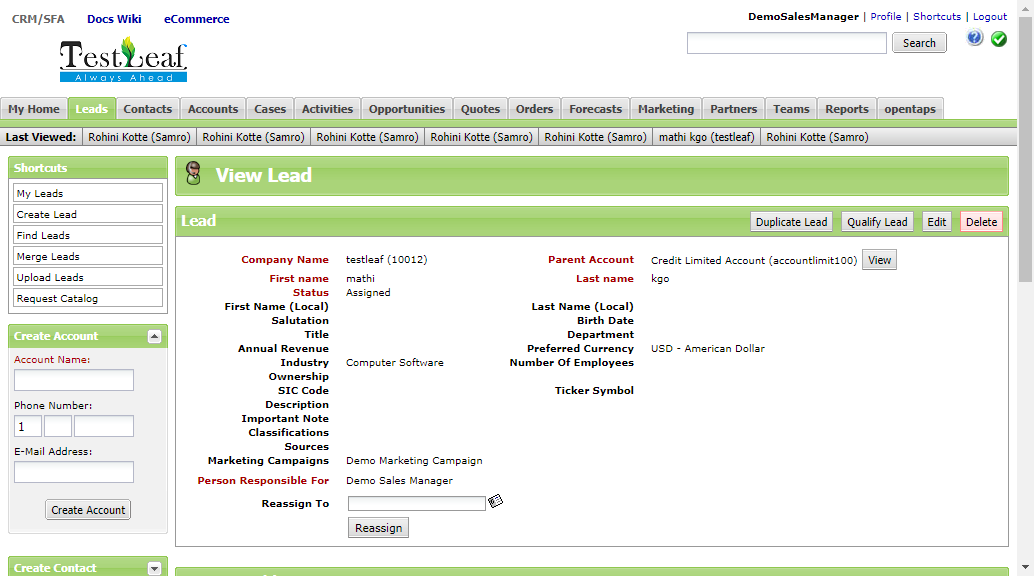 CRM/SFA Docs Wiki eCommerce
DemoSalesManager | Profile | Shortcuts | Logout
TestLeaf
Always Ahead
Search
My Home Leads Contacts Accounts Cases Activities Opportunities Quotes Orders Forecasts Marketing Partners Teams Reports opentaps
Last Viewed: Rohini Kotte (Samro) Rohini Kotte (Samro) Rohini Kotte (Samro) Rohini Kotte (Samro) Rohini Kotte (Samro) mathi kgo (testleaf) Rohini Kotte (Samro)
Shortcuts
My Leads
Create Lead
Find Leads
Merge Leads
Upload Leads
Request Catalog
Create Account
Account Name:
Phone Number:
1
E-Mail Address:
Create Account
Create Contact
View Lead
Lead Duplicate Lead Qualify Lead Edit Delete
Company Name testleaf (10012) Parent Account Credit Limited Account (accountlimit100) View
First name mathi Last name kgo
Status Assigned
First Name (Local) Last Name (Local)
Salutation Birth Date
Title Department
Annual Revenue Preferred Currency USD - American Dollar
Industry Computer Software Number Of Employees
Ownership
SIC Code Ticker Symbol
Description
Important Note
Classifications
Sources
Marketing Campaigns Demo Marketing Campaign
Person Responsible For Demo Sales Manager
Reassign To
Reassign